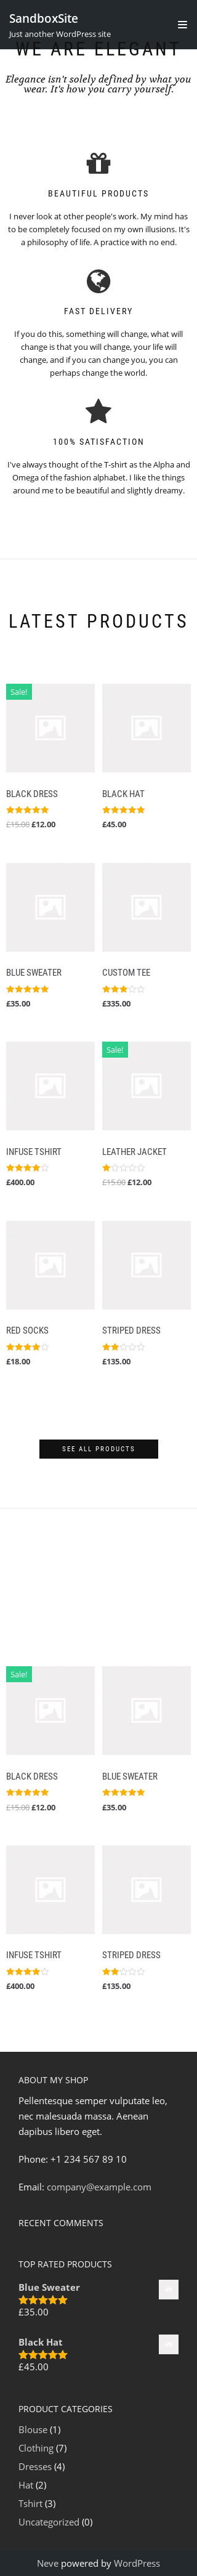 SandboxSite
Just another WordPress site
WE ARE ELEGANT
Elegance isn't solely defined by what you
wear. It's how you carry yourself.
BEAUTIFUL PRODUCTS
I never look at other people's work. My mind has
to be completely focused on my own illusions. It's
a philosophy of life. A practice with no end.
FAST DELIVERY
If you do this, something will change, what will
change is that you will change, your life will
change, and if you can change you, you can
perhaps change the world.
100% SATISFACTION
I've always thought of the T-shirt as the Alpha and
Omega of the fashion alphabet. I like the things
around me to be beautiful and slightly dreamy.
LATEST PRODUCTS
Sale!
BLACK DRESS
£15.00 £12.00
BLACK HAT
£45.00
BLUE SWEATER
£35.00
CUSTOM TEE
£335.00
INFUSE TSHIRT
£400.00
Sale!
LEATHER JACKET
£15.00 £12.00
RED SOCKS
£18.00
STRIPED DRESS
£135.00
SEE ALL PRODUCTS
Sale!
BLACK DRESS
£15.00 £12.00
BLUE SWEATER
£35.00
INFUSE TSHIRT
£400.00
STRIPED DRESS
£135.00
ABOUT MY SHOP
Pellentesque semper vulputate leo,
nec malesuada massa. Aenean
dapibus libero eget.
Phone: +1 234 567 89 10
Email: company@example.com
RECENT COMMENTS
TOP RATED PRODUCTS
Blue Sweater
£35.00
Black Hat
£45.00
PRODUCT CATEGORIES
Blouse (1)
Clothing (7)
Dresses (4)
Hat (2)
Tshirt (3)
Uncategorized (0)
Neve powered by WordPress